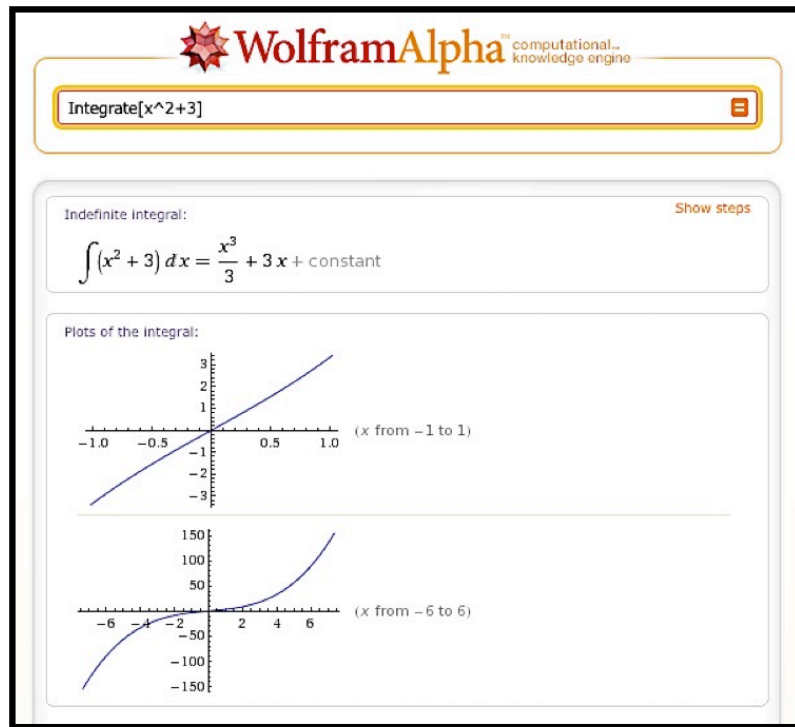 WolframAlpha™ computational...
knowledge engine
Integrate[x^2+3]
=
Indefinite integral:
Show steps
∫(x² + 3) dx = x³/3 + 3 x + constant
Plots of the integral:
3
2
1
−1.0 −0.5 0.5 1.0
−1
−2
−3
(x from −1 to 1)
150
100
50
−6 −4 −2 2 4 6
−50
−100
−150
(x from −6 to 6)